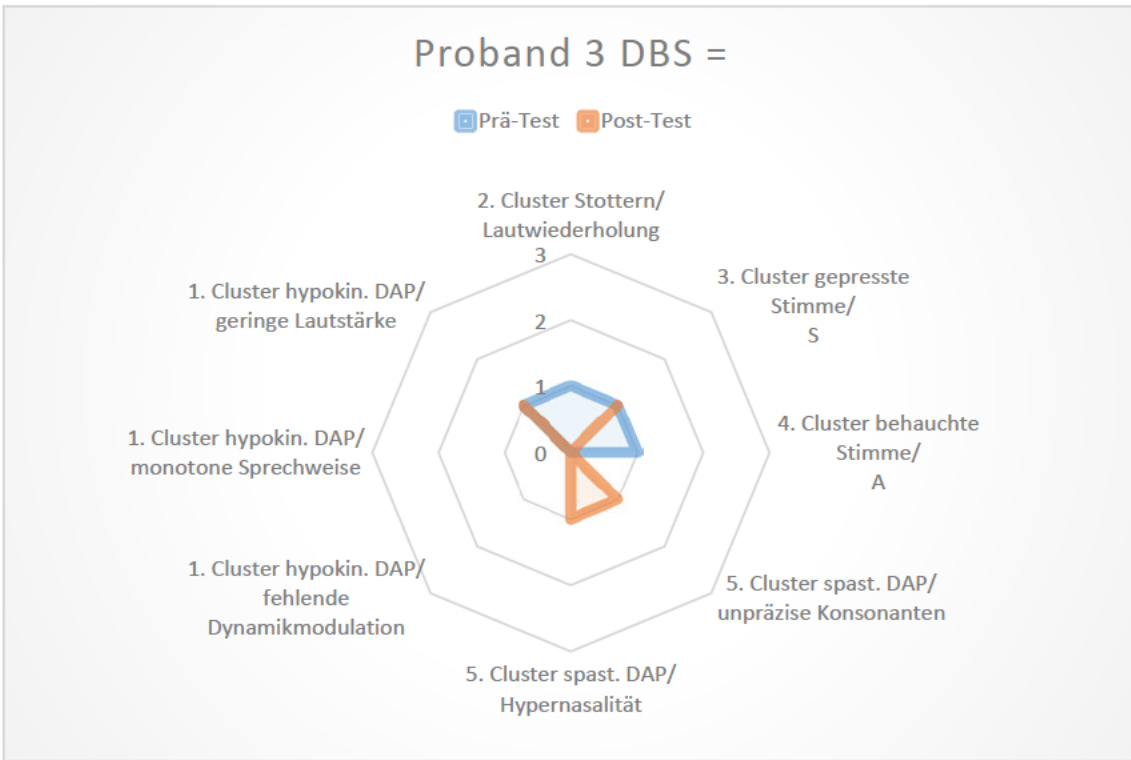 Proband 3 DBS =
Prä-Test Post-Test
2. Cluster Stottern/
Lautwiederholung
3. Cluster gepresste
Stimme/
S
4. Cluster behauchte
Stimme/
A
5. Cluster spast. DAP/
unpräzise Konsonanten
5. Cluster spast. DAP/
Hypernasalität
1. Cluster hypokin. DAP/
fehlende
Dynamikmodulation
1. Cluster hypokin. DAP/
monotone Sprechweise
1. Cluster hypokin. DAP/
geringe Lautstärke
3
2
1
0